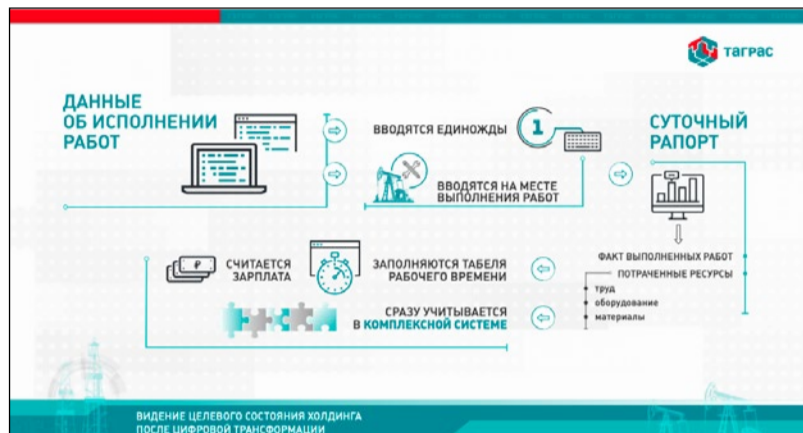 ТАГРАС
ДАННЫЕ
ОБ ИСПОЛНЕНИИ
РАБОТ
ВВОДЯТСЯ ЕДИНОЖДЫ
1
ВВОДЯТСЯ НА МЕСТЕ
ВЫПОЛНЕНИЯ РАБОТ
СУТОЧНЫЙ
РАПОРТ
ФАКТ ВЫПОЛНЕННЫХ РАБОТ
ПОТРАЧЕННЫЕ РЕСУРСЫ
труд
оборудование
материалы
ЗАПОЛНЯЮТСЯ ТАБЕЛЯ
РАБОЧЕГО ВРЕМЕНИ
₽
СЧИТАЕТСЯ
ЗАРПЛАТА
СРАЗУ УЧИТЫВАЕТСЯ
В КОМПЛЕКСНОЙ СИСТЕМЕ
ВИДЕНИЕ ЦЕЛЕВОГО СОСТОЯНИЯ ХОЛДИНГА
ПОСЛЕ ЦИФРОВОЙ ТРАНСФОРМАЦИИ